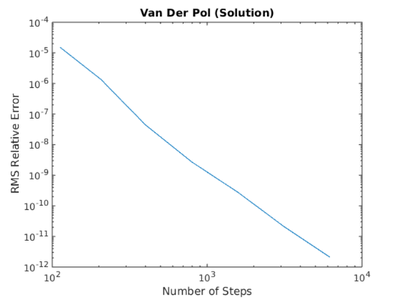 Van Der Pol (Solution)
RMS Relative Error
10^-4
10^-5
10^-6
10^-7
10^-8
10^-9
10^-10
10^-11
10^-12
10^2 10^3 10^4
Number of Steps